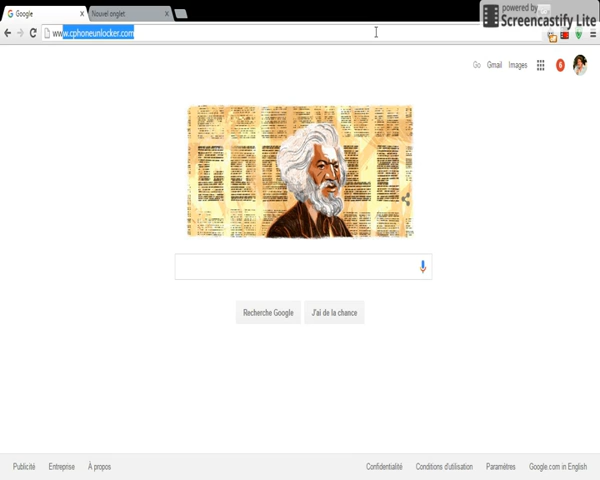 Google
Nouvel onglet
powered by
Screencastify Lite
www.cphoneunlocker.com
Gmail
Images
Recherche Google
J'ai de la chance
Publicité
Entreprise
À propos
Confidentialité
Conditions d'utilisation
Paramètres
Google.com in English